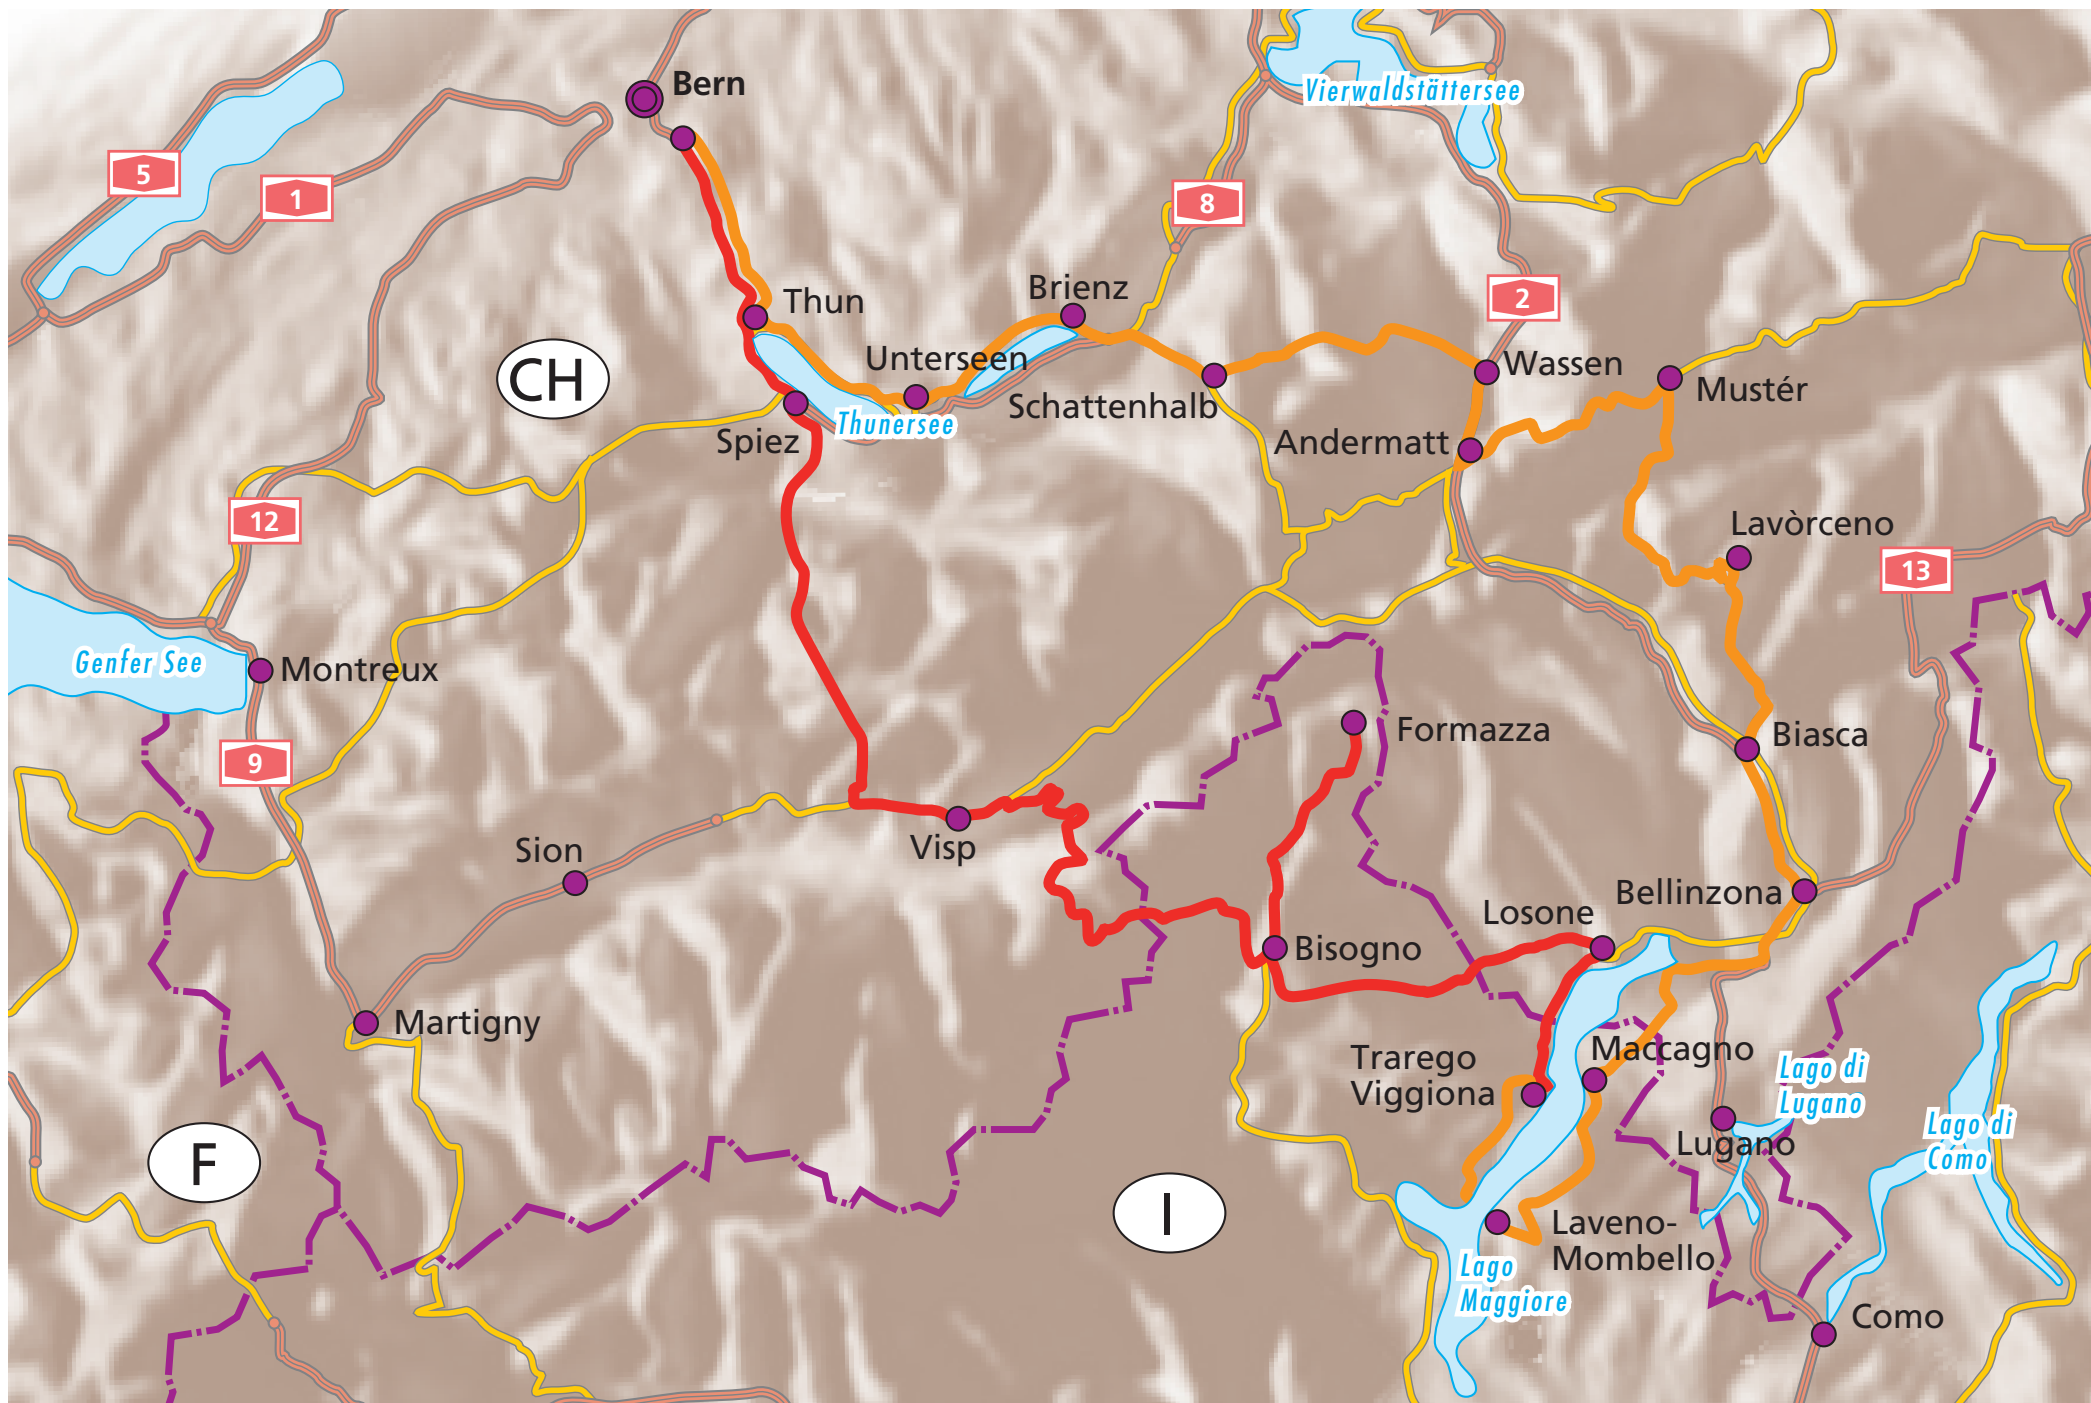 Bern
Vierwaldstättersee
5
1
8
2
Thun
Brienz
Unterseen
Wassen
CH
Mustér
Thunersee
Schattenhalb
Spiez
Andermatt
12
Lavòrceno
13
Genfer See
Montreux
Formazza
Biasca
9
Sion
Visp
Bellinzona
Losone
Bisogno
Martigny
Maccagno
Trarego
Viggiona
Lago di
Lugano
Lago di
Como
Lugano
F
I
Laveno-
Mombello
Lago
Maggiore
Como